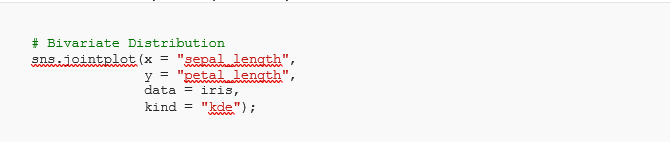 # Bivariate Distribution
sns.jointplot(x = "sepal_length",
y = "petal_length",
data = iris,
kind = "kde");